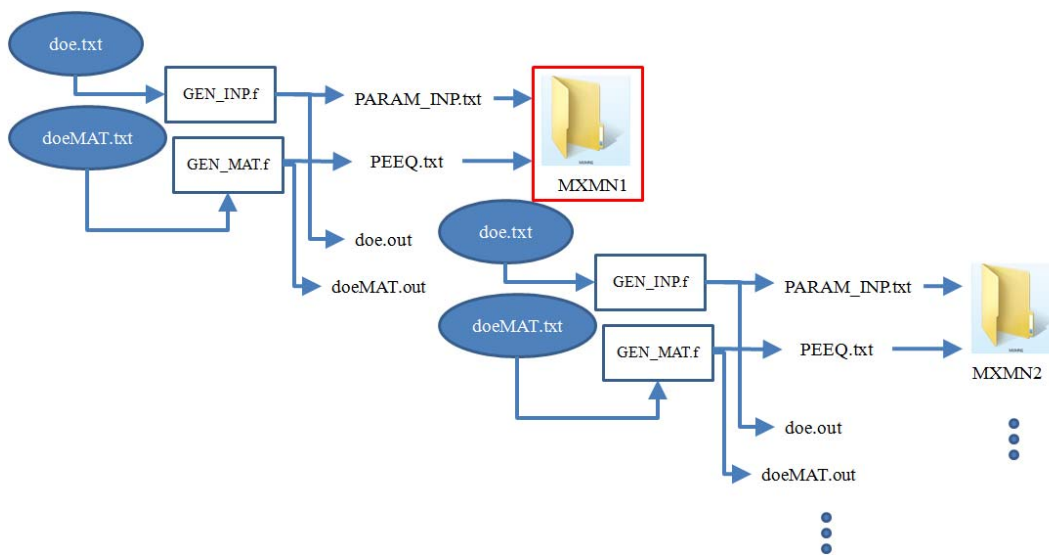 doe.txt
GEN_INP.f
PARAM_INP.txt
doeMAT.txt
GEN_MAT.f
PEEQ.txt
MXMN1
doe.out
doeMAT.out
doe.txt
GEN_INP.f
PARAM_INP.txt
doeMAT.txt
GEN_MAT.f
PEEQ.txt
MXMN2
doe.out
doeMAT.out